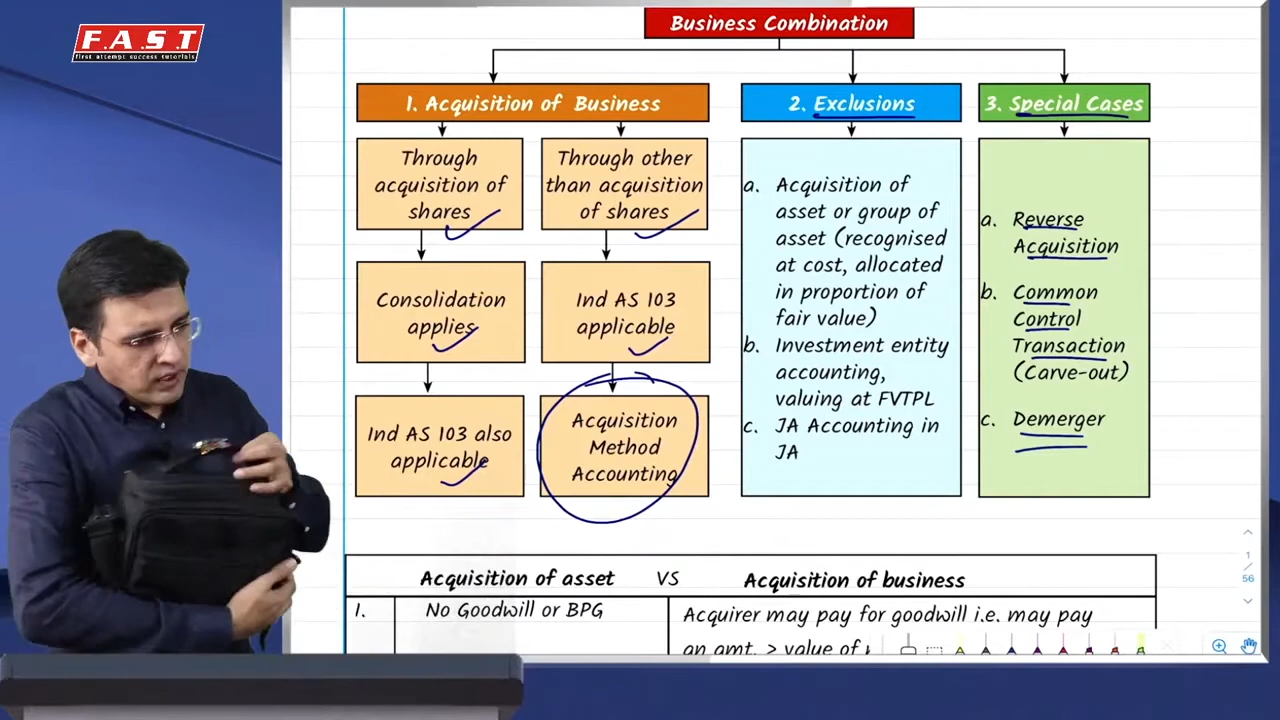 F.A.S.T
first attempt success tutorials
Business Combination
1. Acquisition of Business
Through
acquisition of
shares
Consolidation
applies
Ind AS 103 also
applicable
Through other
than acquisition
of shares
Ind AS 103
applicable
Acquisition
Method
Accounting
2. Exclusions
a. Acquisition of
asset or group of
asset (recognised
at cost, allocated
in proportion of
fair value)
b. Investment entity
accounting,
valuing at FVTPL
c. JA Accounting in
JA
3. Special Cases
a. Reverse
Acquisition
b. Common
Control
Transaction
(Carve-out)
c. Demerger
Acquisition of asset VS Acquisition of business
1. No Goodwill or BPG
Acquirer may pay for goodwill i.e. may pay
an amt. > value of
1
/
56